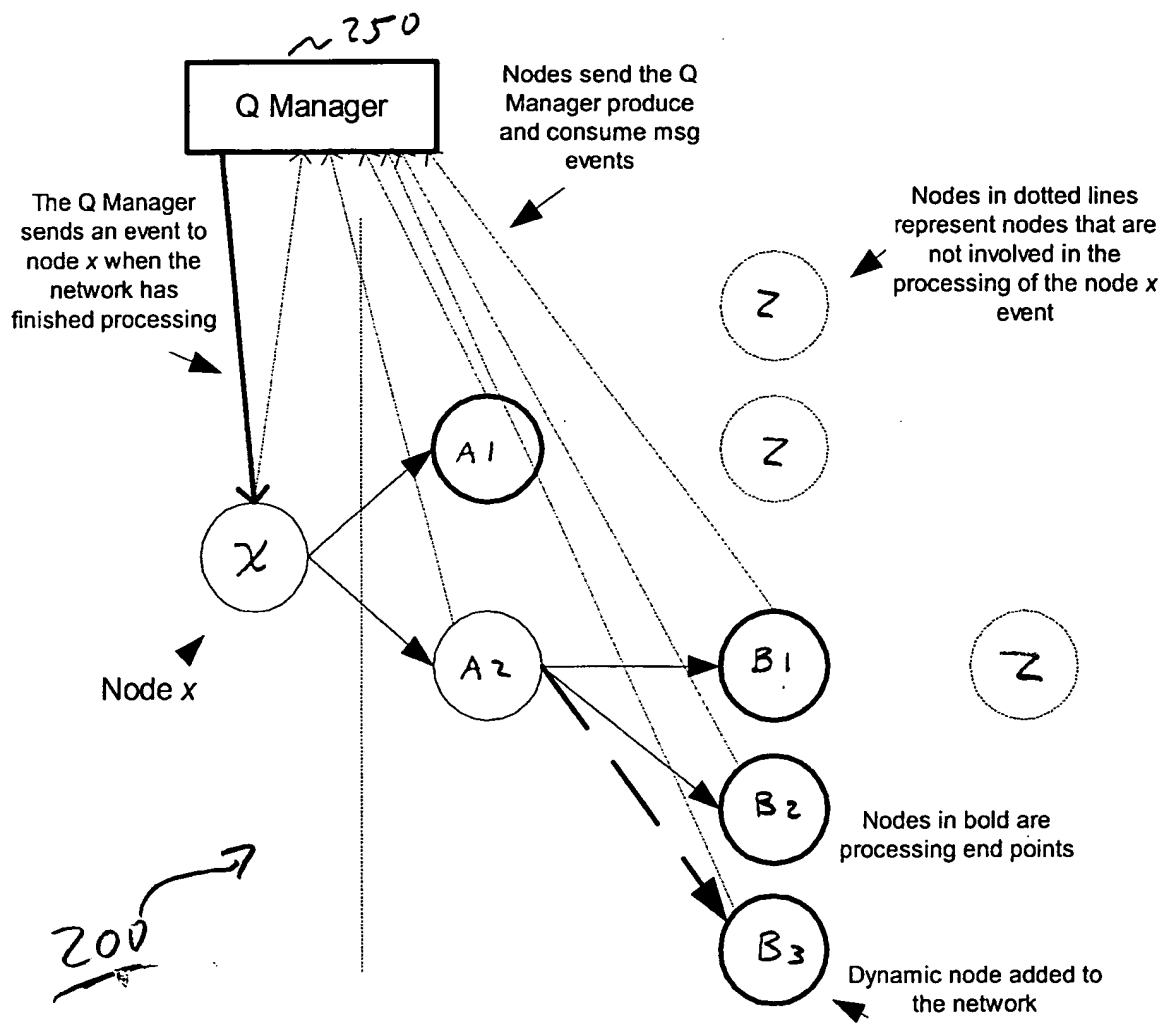 ~250
Q Manager
Nodes send the Q
Manager produce
and consume msg
events
The Q Manager
sends an event to
node x when the
network has
finished processing
Nodes in dotted lines
represent nodes that are
not involved in the
processing of the node x
event
Z
A1
Z
x
A2
B1
Z
Node x
B2
Nodes in bold are
processing end points
200
B3
Dynamic node added to
the network